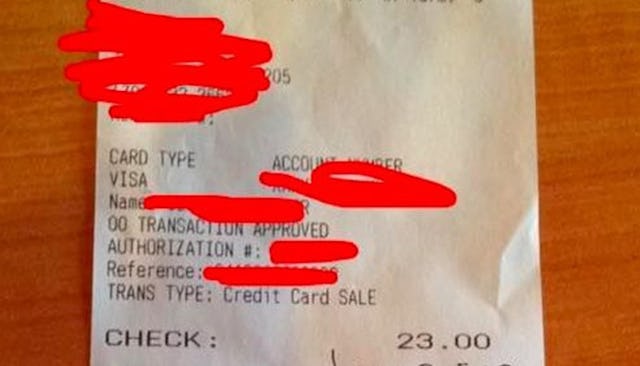 205
CARD TYPE ACCOUNT NUMBER
VISA
Name
00 TRANSACTION APPROVED
AUTHORIZATION #:
Reference:
TRANS TYPE: Credit Card SALE
CHECK: 23.00